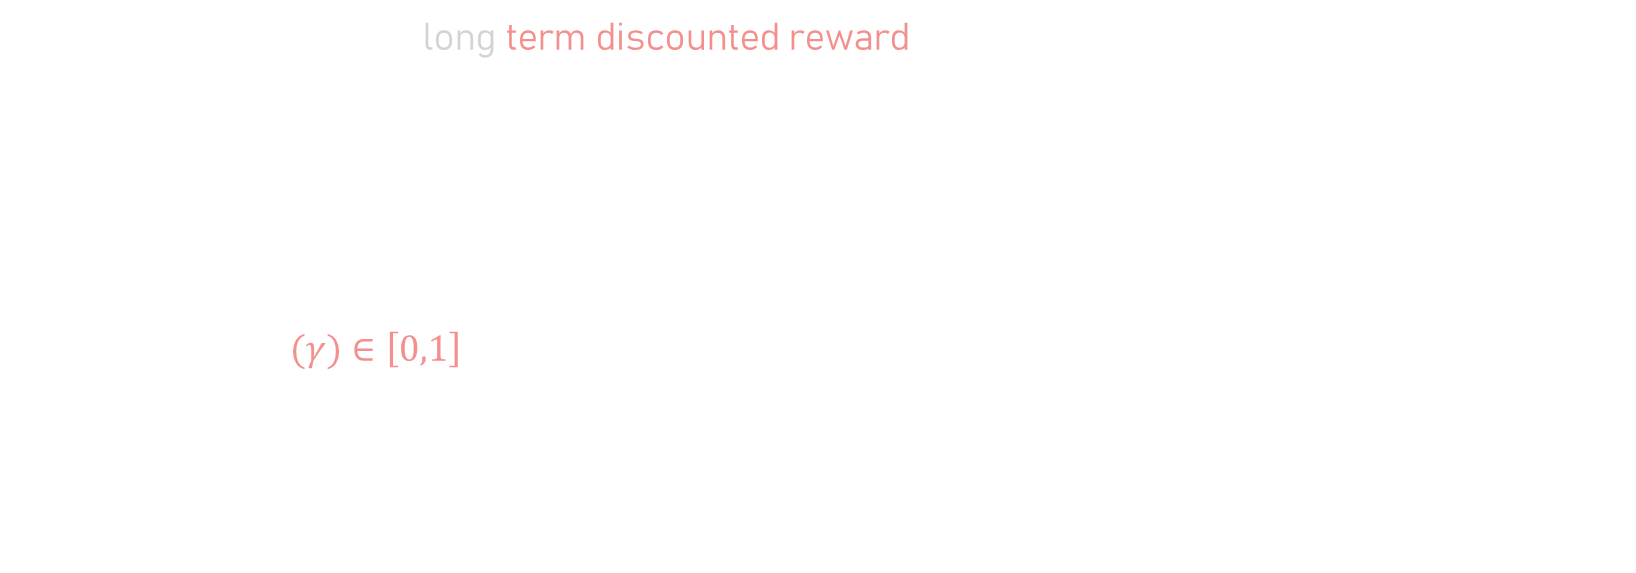 long term discounted reward
(γ) ∈ [0,1]